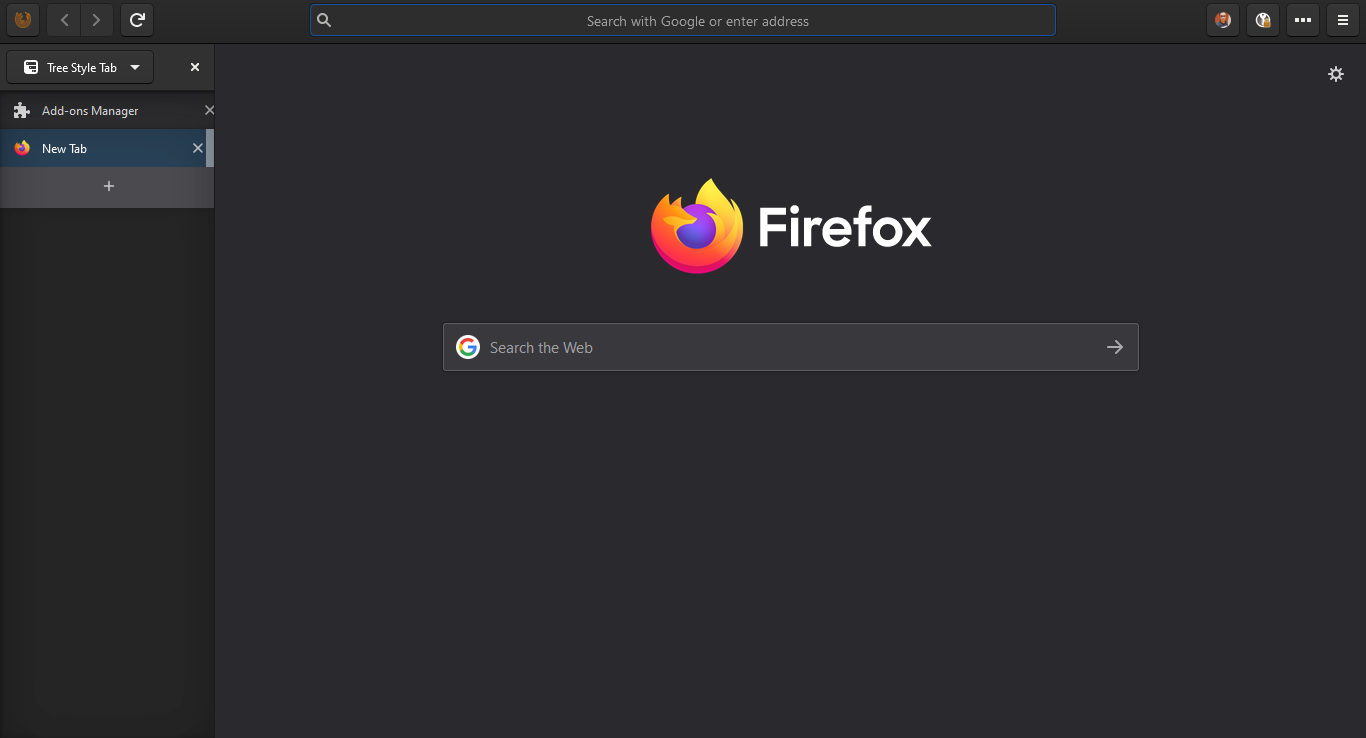 Search with Google or enter address
Tree Style Tab
Add-ons Manager
New Tab
Firefox
Search the Web